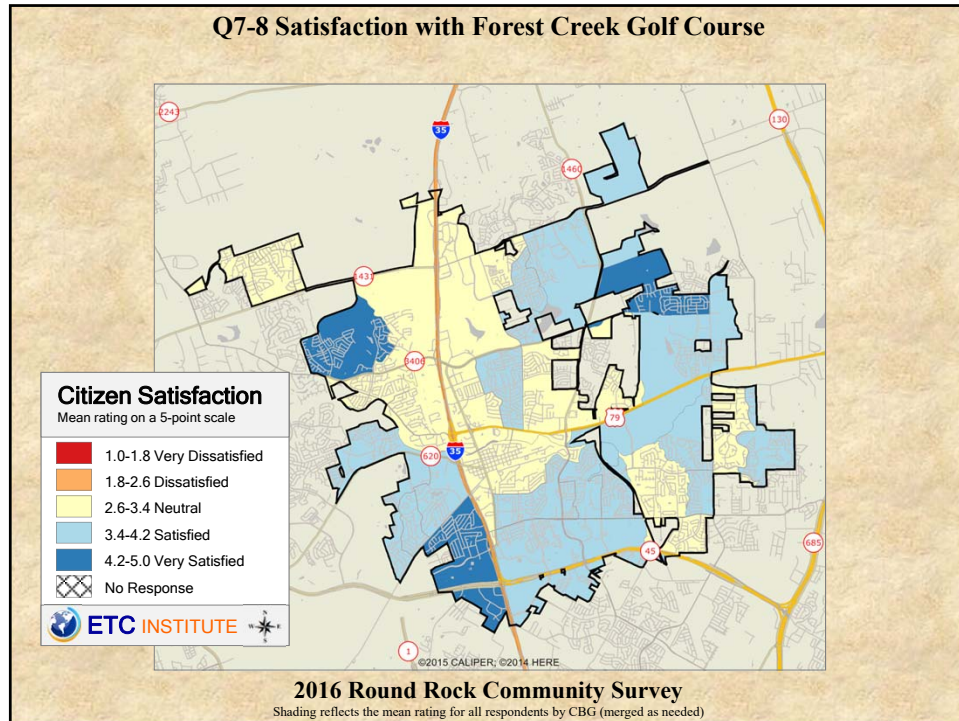 Q7-8 Satisfaction with Forest Creek Golf Course
2243
35
130
1460
1431
3406
79
620
35
45
685
1
Citizen Satisfaction
Mean rating on a 5-point scale
1.0-1.8 Very Dissatisfied
1.8-2.6 Dissatisfied
2.6-3.4 Neutral
3.4-4.2 Satisfied
4.2-5.0 Very Satisfied
No Response
ETC INSTITUTE
N
W E
S
©2015 CALIPER; ©2014 HERE
2016 Round Rock Community Survey
Shading reflects the mean rating for all respondents by CBG (merged as needed)